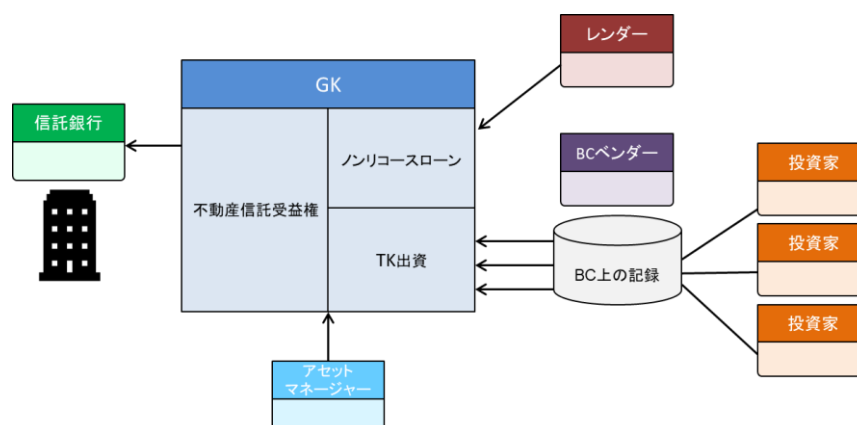 レンダー
GK
信託銀行
ノンリコースローン
BCベンダー
投資家
不動産信託受益権
投資家
TK出資
BC上の記録
投資家
アセット
マネージャー